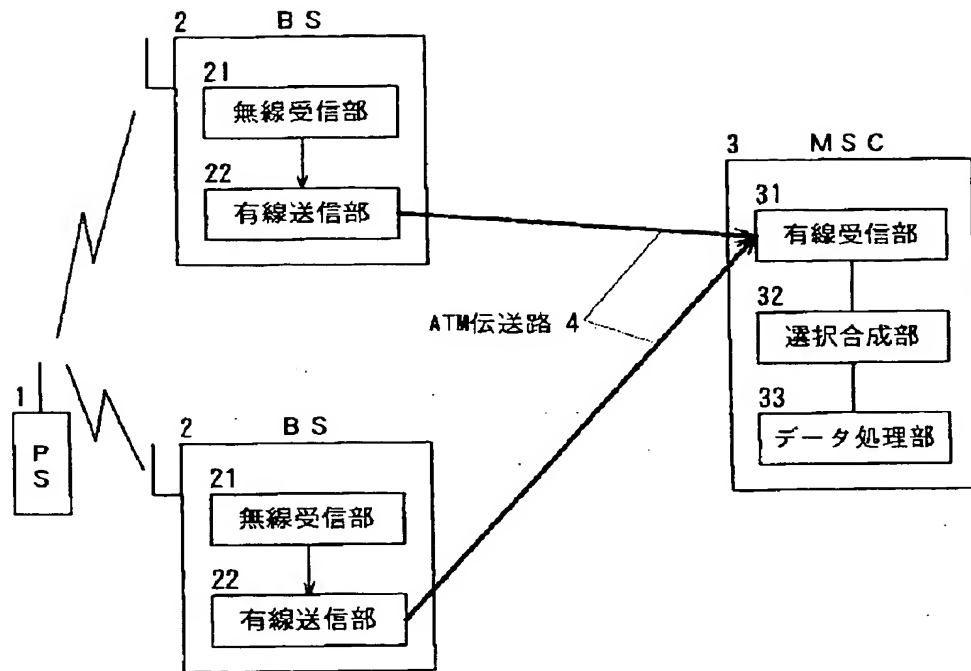 2 BS
21
無線受信部
22
有線送信部
3 MSC
31
有線受信部
32
選択合成部
33
データ処理部
ATM伝送路 4
1
PS
2 BS
21
無線受信部
22
有線送信部